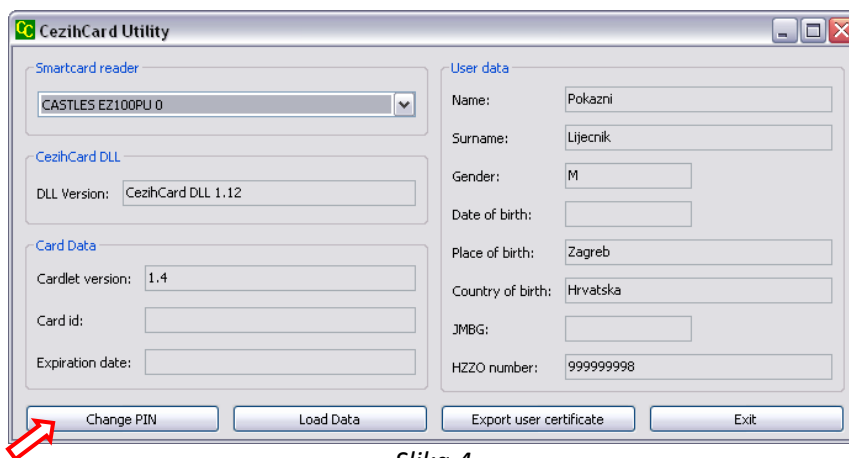 CC CezihCard Utility
Smartcard reader
CASTLES EZ100PU 0
CezihCard DLL
DLL Version: CezihCard DLL 1.12
Card Data
Cardlet version: 1.4
Card id:
Expiration date:
User data
Name: Pokazni
Surname: Lijecnik
Gender: M
Date of birth:
Place of birth: Zagreb
Country of birth: Hrvatska
JMBG:
HZZO number: 999999998
Change PIN
Load Data
Export user certificate
Exit
Slika 4